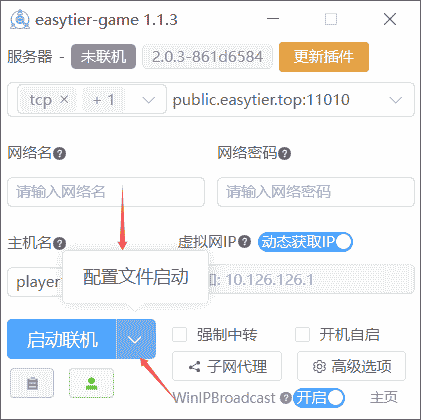 easytier-game 1.1.3
服务器 - 未联机 2.0.3-861d6584 更新插件
tcp × + 1 public.easytier.top:11010
网络名 网络密码
请输入网络名 请输入网络密码
主机名 虚拟网IP 动态获取IP
player 配置文件启动 : 10.126.126.1
启动联机 强制中转 开机自启
子网代理 高级选项
WinIPBroadcast 开启 主页